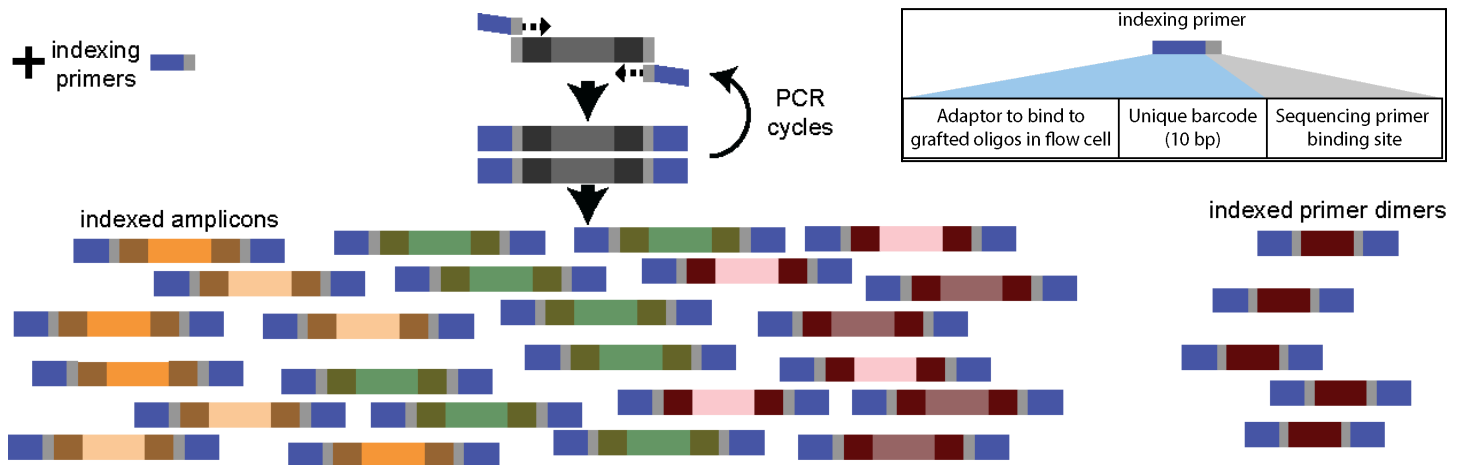 + indexing
primers
PCR
cycles
indexing primer
Adaptor to bind to
grafted oligos in flow cell
Unique barcode
(10 bp)
Sequencing primer
binding site
indexed amplicons
indexed primer dimers